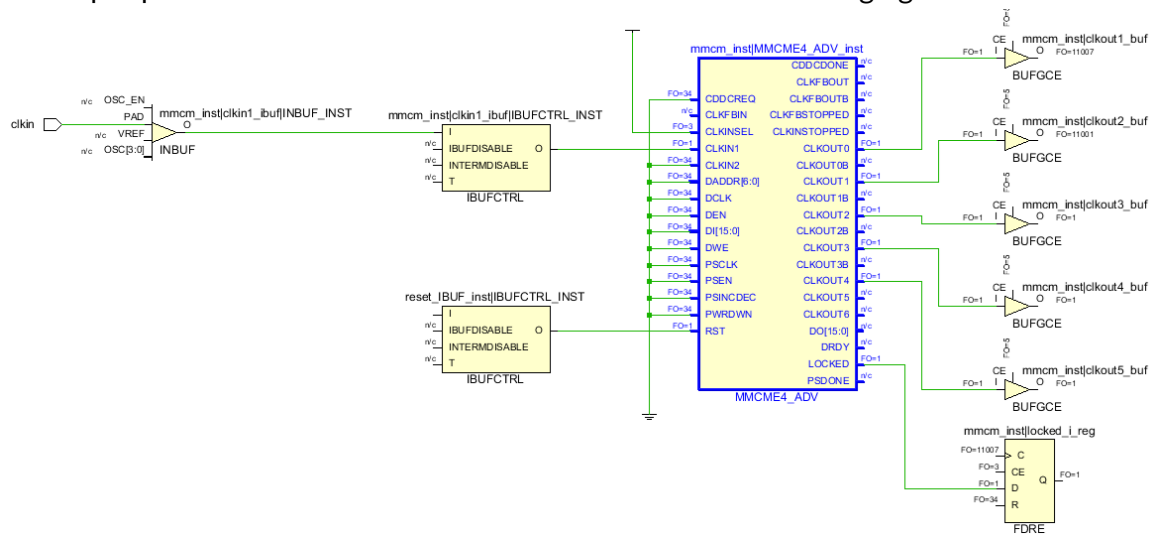 clkin
n/c OSC_EN
PAD
n/c VREF
n/c OSC[3:0]
O
mmcm_inst|clkin1_ibuf|INBUF_INST
INBUF
mmcm_inst|clkin1_ibuf|IBUFCTRL_INST
I
n/c IBUFDISABLE O
n/c INTERMDISABLE
n/c T
IBUFCTRL
reset_IBUF_inst|IBUFCTRL_INST
I
n/c IBUFDISABLE O
n/c INTERMDISABLE
n/c T
IBUFCTRL
mmcm_inst|MMCME4_ADV_inst
CDDCDONE n/c
CLKFBOUT n/c
FO=34 CDDCREQ CLKFBOUTB n/c
n/c CLKFBIN CLKFBSTOPPED n/c
FO=3 CLKINSEL CLKINSTOPPED n/c
FO=1 CLKIN1 CLKOUT0 FO=1
FO=34 CLKIN2 CLKOUT0B n/c
FO=34 DADDR[6:0] CLKOUT1 FO=1
FO=34 DCLK CLKOUT1B n/c
FO=34 DEN CLKOUT2 FO=1
FO=34 DI[15:0] CLKOUT2B n/c
FO=34 DWE CLKOUT3 FO=1
FO=34 PSCLK CLKOUT3B n/c
FO=34 PSEN CLKOUT4 FO=1
FO=34 PSINCDEC CLKOUT5 n/c
FO=34 PWRDWN CLKOUT6 n/c
FO=1 RST DO[15:0] n/c
DRDY n/c
LOCKED FO=1
PSDONE n/c
MMCME4_ADV
CE mmcm_inst|clkout1_buf
FO=1 I O FO=11007
BUFGCE
FO=5
CE mmcm_inst|clkout2_buf
FO=1 I O FO=11001
BUFGCE
FO=5
CE mmcm_inst|clkout3_buf
FO=1 I O FO=1
BUFGCE
FO=5
CE mmcm_inst|clkout4_buf
FO=1 I O FO=1
BUFGCE
FO=5
CE mmcm_inst|clkout5_buf
FO=1 I O FO=1
BUFGCE
mmcm_inst|locked_i_reg
FO=11007 C
FO=3 CE
FO=1 D Q FO=1
FO=34 R
FDRE